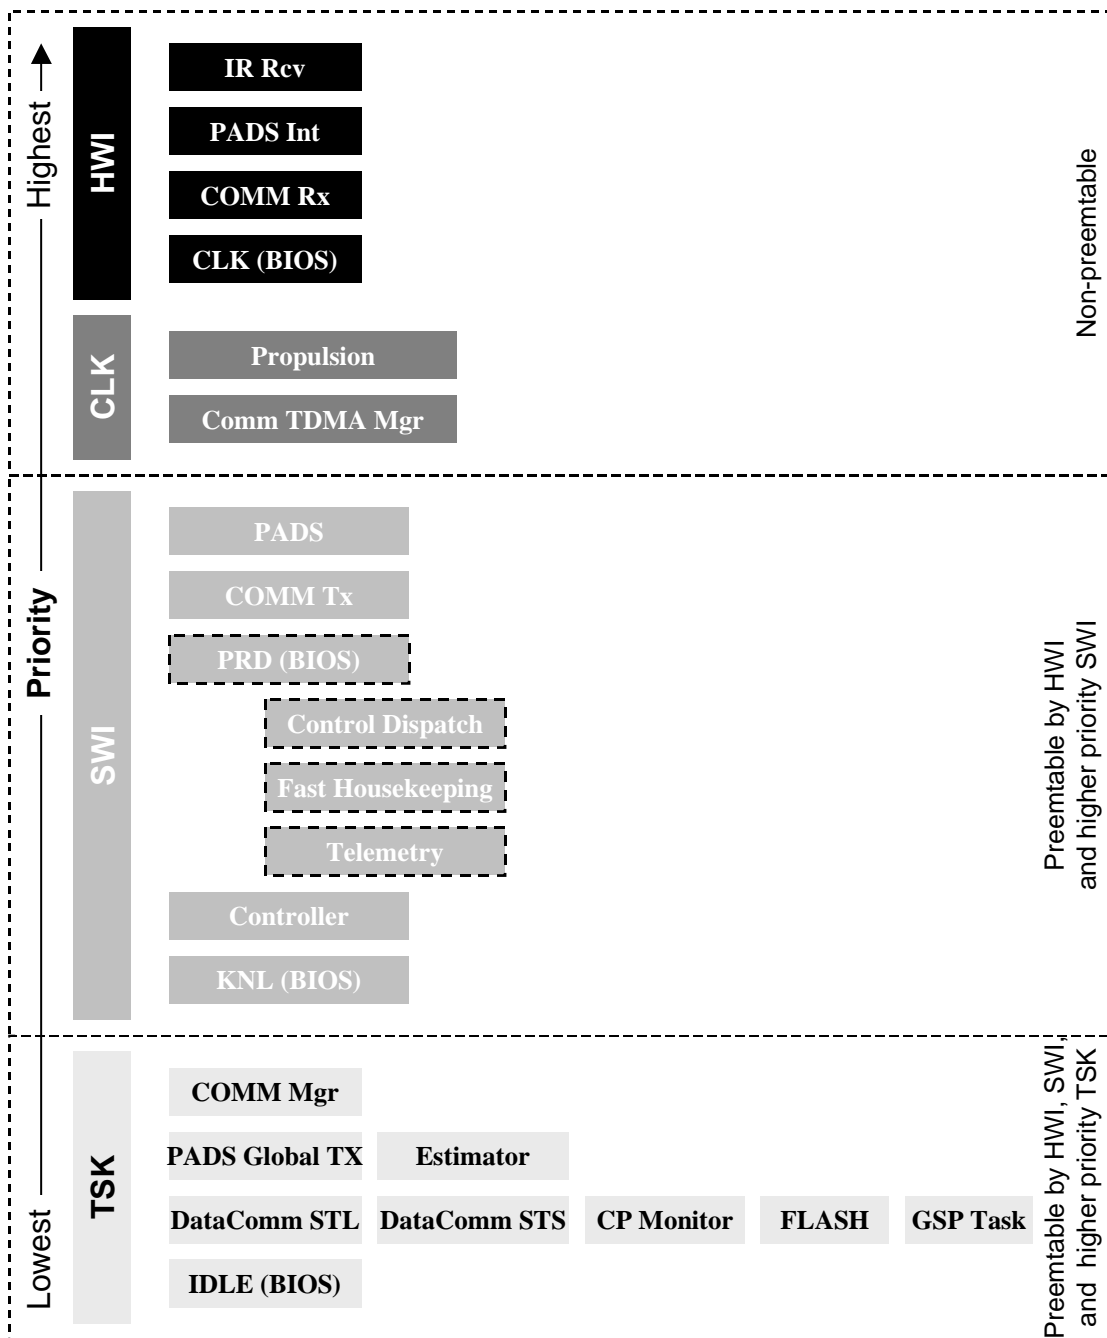 Highest
Priority
Lowest
HWI
IR Rcv
PADS Int
COMM Rx
CLK (BIOS)
CLK
Propulsion
Comm TDMA Mgr
Non-preemtable
SWI
PADS
COMM Tx
PRD (BIOS)
Control Dispatch
Fast Housekeeping
Telemetry
Controller
KNL (BIOS)
Preemtable by HWI
and higher priority SWI
TSK
COMM Mgr
PADS Global TX Estimator
DataComm STL DataComm STS CP Monitor FLASH GSP Task
IDLE (BIOS)
Preemtable by HWI, SWI,
and higher priority TSK